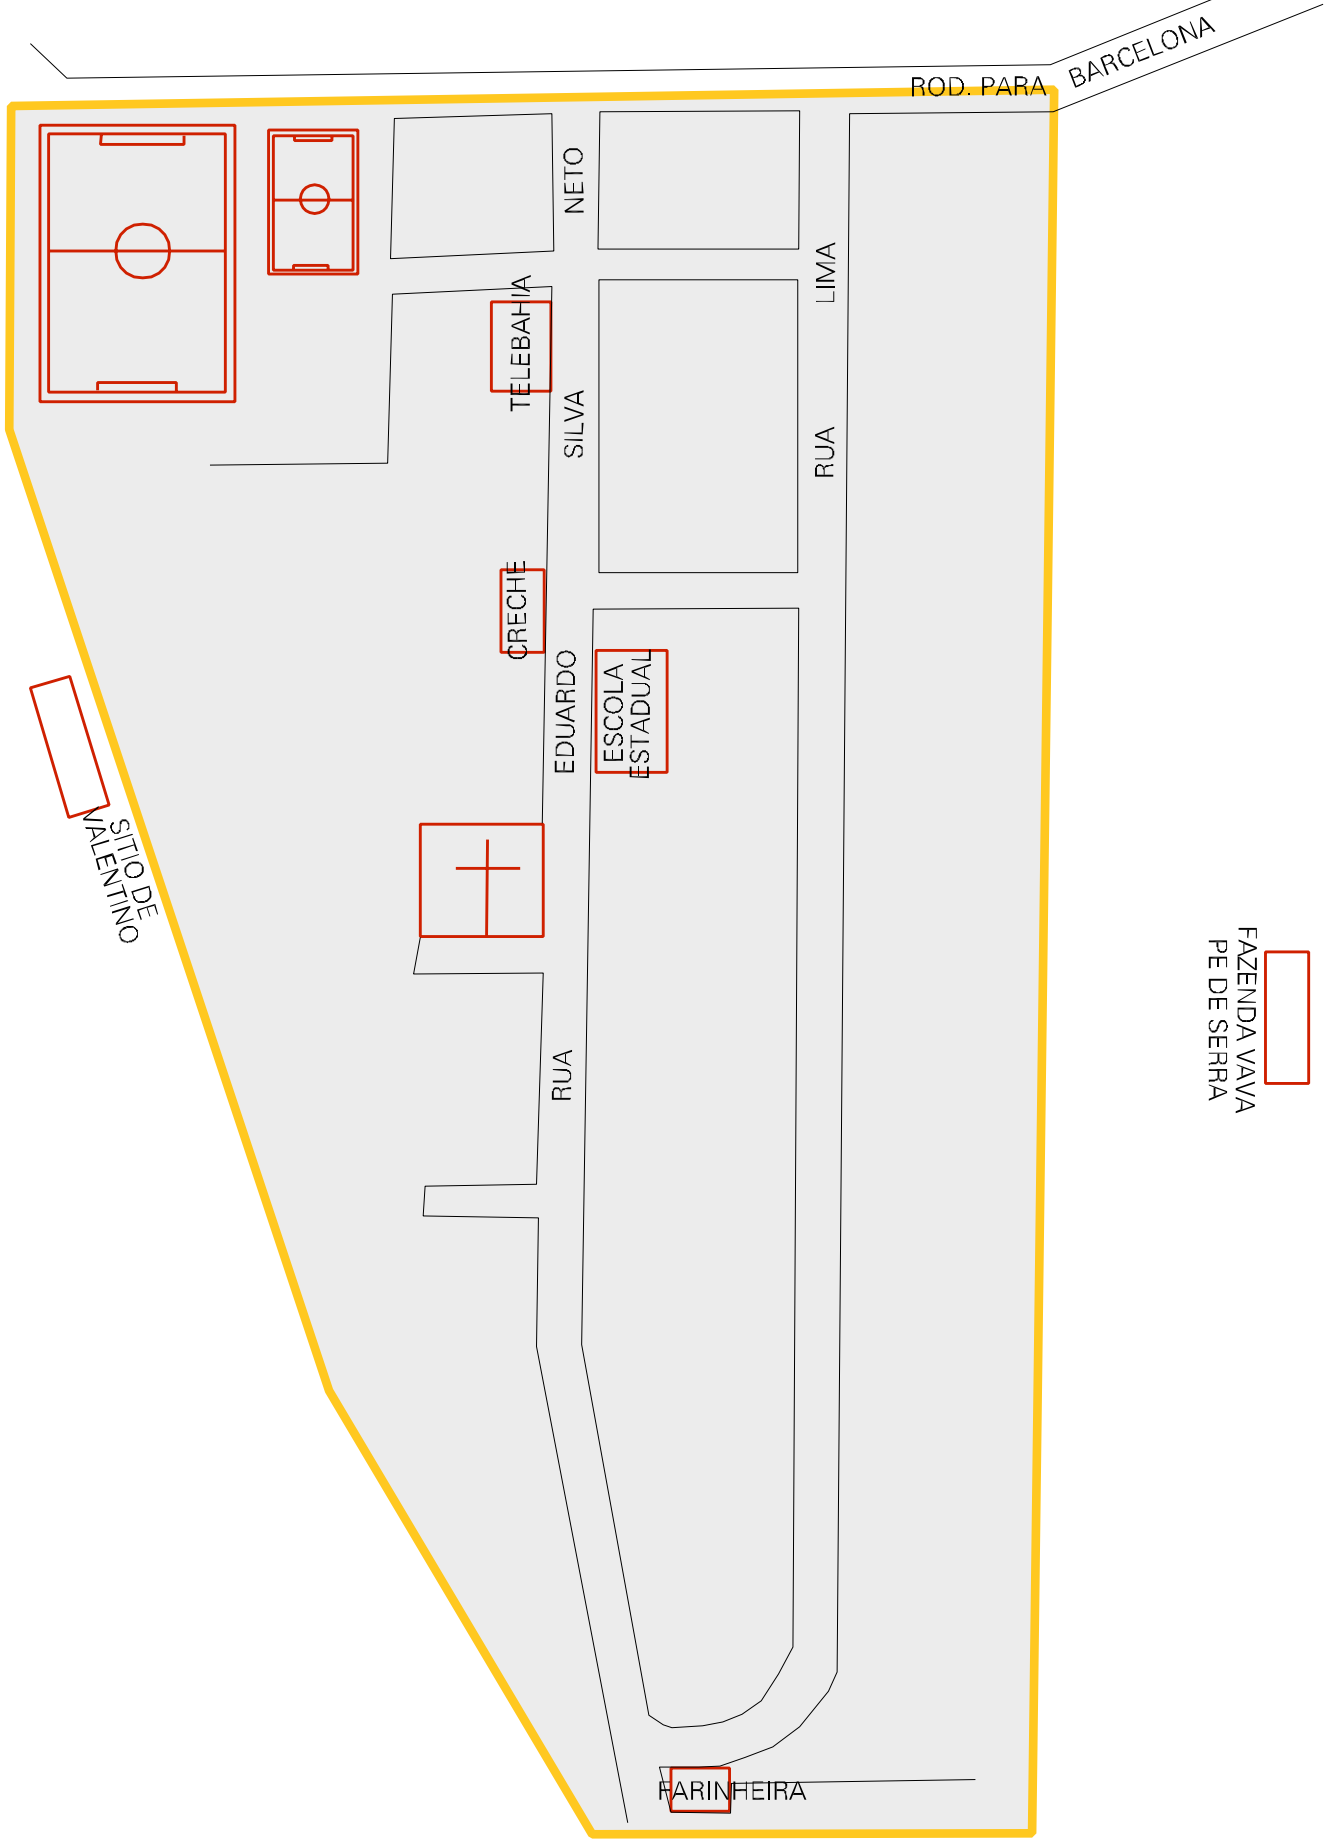 BARCELONA
ROD. PARA
NETO
LIMA
TELEBAHIA
SILVA
RUA
CRECHE
EDUARDO
ESCOLA
ESTADUAL
SITIO DE
VALENTINO
FAZENDA VAVA
PE DE SERRA
RUA
FARINHEIRA